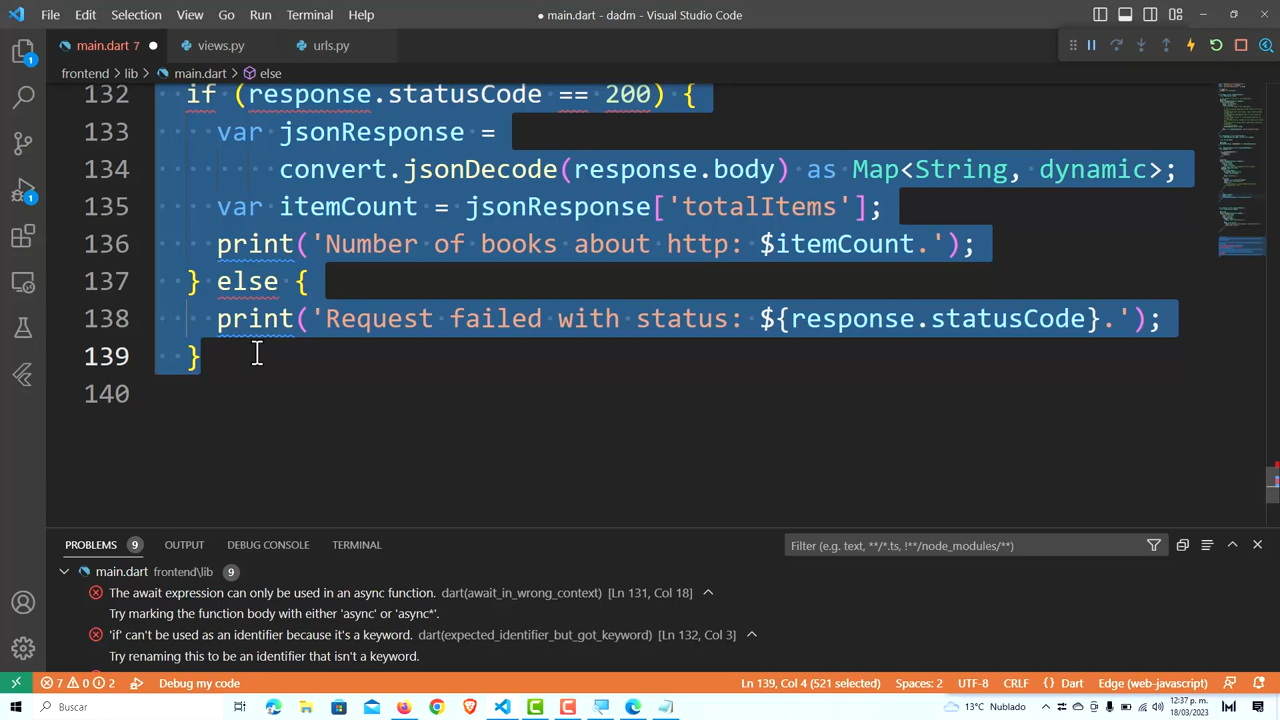 File Edit Selection View Go Run Terminal Help
● main.dart - dadm - Visual Studio Code
main.dart 7 ●
views.py
urls.py
frontend > lib > main.dart > else
132 if (response.statusCode == 200) {
133 var jsonResponse =
134 convert.jsonDecode(response.body) as Map<String, dynamic>;
135 var itemCount = jsonResponse['totalItems'];
136 print('Number of books about http: $itemCount.');
137 } else {
138 print('Request failed with status: ${response.statusCode}.');
139 }
140
1
1
PROBLEMS 9 OUTPUT DEBUG CONSOLE TERMINAL
Filter (e.g. text, **/*.ts, !**/node_modules/**)
main.dart frontend\lib 9
The await expression can only be used in an async function. dart(await_in_wrong_context) [Ln 131, Col 18]
Try marking the function body with either 'async' or 'async*'.
'if' can't be used as an identifier because it's a keyword. dart(expected_identifier_but_got_keyword) [Ln 132, Col 3]
Try renaming this to be an identifier that isn't a keyword.
7 0 2 Debug my code
Ln 139, Col 4 (521 selected) Spaces: 2 UTF-8 CRLF {} Dart Edge (web-javascript)
Buscar
13°C Nublado
12:37 p.m.
18/03/2023